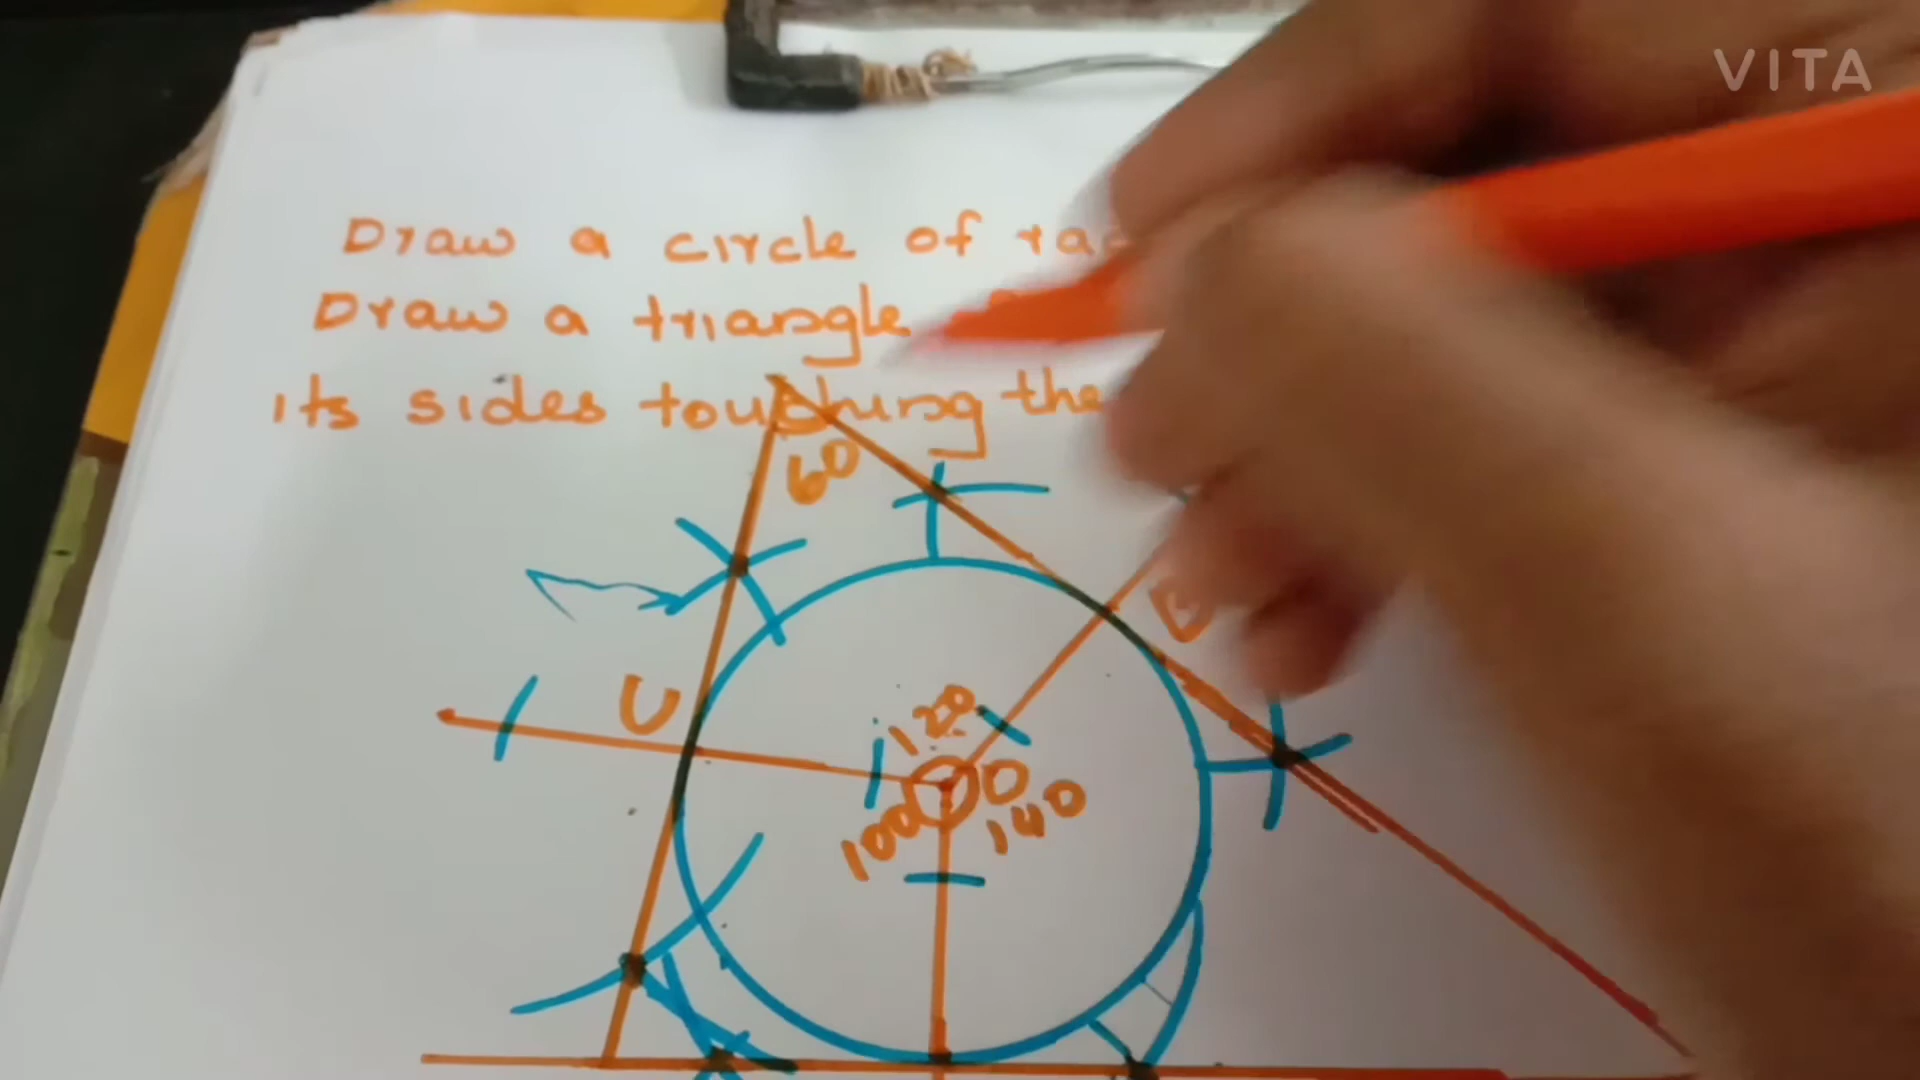 VITA
Draw a circle of
Draw a triangle
its sides touching the
60
U
B
120
O
100
140